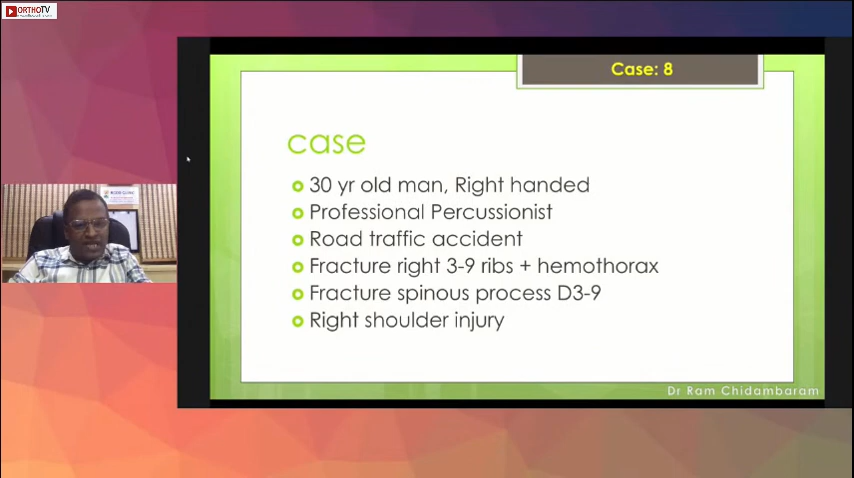 ORTHOTV
Case: 8
case
30 yr old man, Right handed
Professional Percussionist
Road traffic accident
Fracture right 3-9 ribs + hemothorax
Fracture spinous process D3-9
Right shoulder injury
Dr Ram Chidambaram